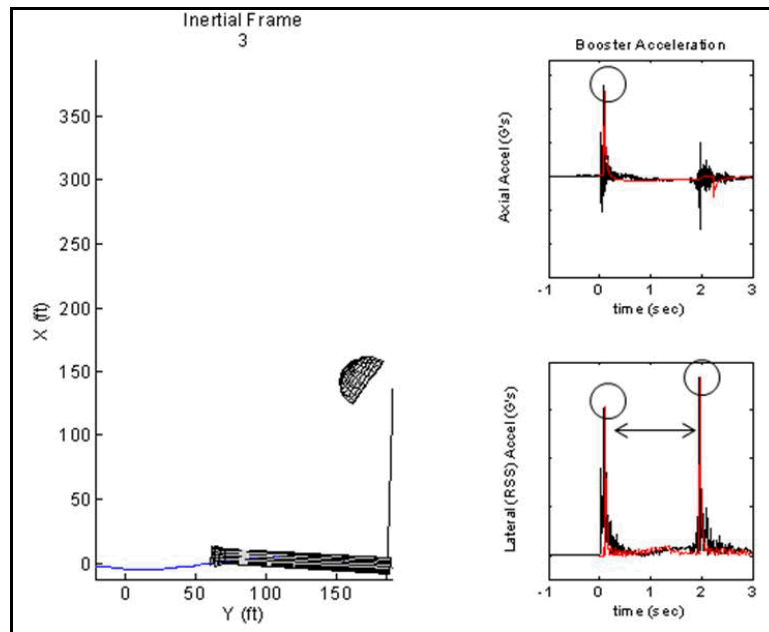 Inertial Frame
3
350
300
250
200
150
100
50
0
X (ft)
0
50
100
150
Y (ft)
Booster Acceleration
Axial Accel (G's)
-1
0
1
2
3
time (sec)
Lateral (RSS) Accel (G's)
-1
0
1
2
3
time (sec)